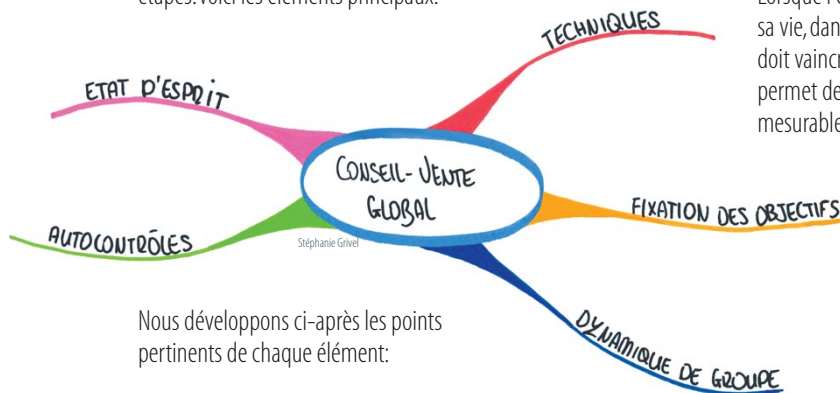 étapes. Voici les éléments principaux.
TECHNIQUES
ETAT D'ESPRIT
CONSEIL-VENTE
GLOBAL
Stéphanie Grivel
AUTOCONTRÔLES
FIXATION DES OBJECTIFS
DYNAMIQUE DE GROUPE
Nous développons ci-après les points
pertinents de chaque élément:
sa vie, dan
doit vainc
permet de
mesurable